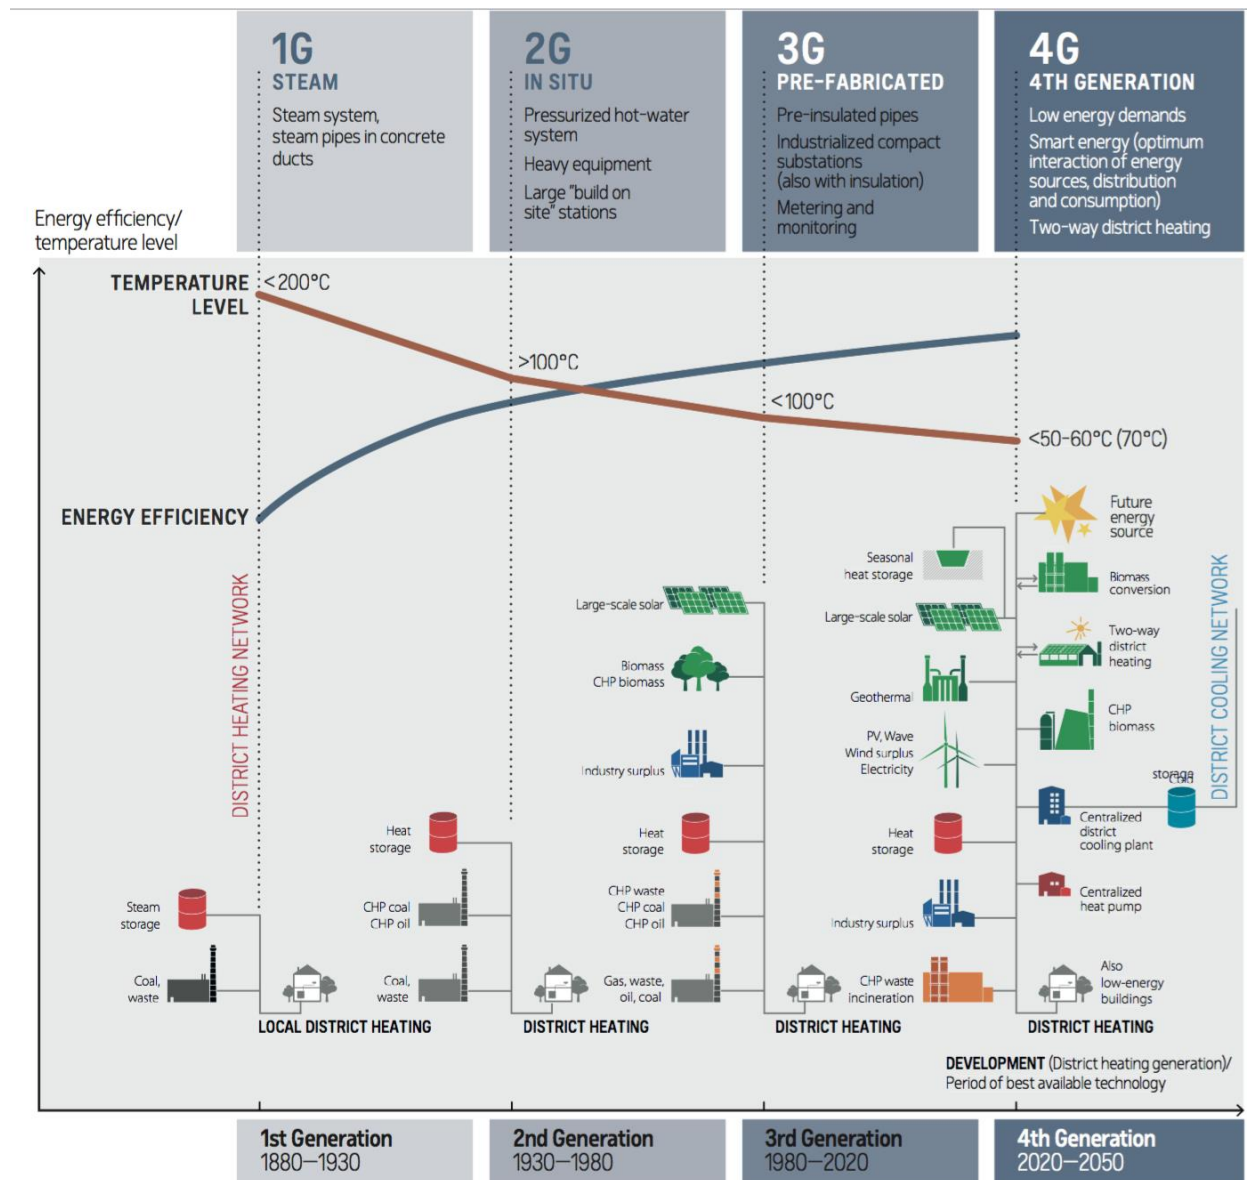 1G
STEAM
Steam system,
steam pipes in concrete
ducts
2G
IN SITU
Pressurized hot-water
system
Heavy equipment
Large "build on
site" stations
3G
PRE-FABRICATED
Pre-insulated pipes
Industrialized compact
substations
(also with insulation)
Metering and
monitoring
4G
4TH GENERATION
Low energy demands
Smart energy (optimum
interaction of energy
sources, distribution
and consumption)
Two-way district heating
Energy efficiency/
temperature level
TEMPERATURE
LEVEL
<200°C
>100°C
<100°C
<50-60°C (70°C)
ENERGY EFFICIENCY
DISTRICT HEATING NETWORK
Steam
storage
Coal,
waste
LOCAL DISTRICT HEATING
Heat
storage
CHP coal
CHP oil
Coal,
waste
DISTRICT HEATING
Large-scale solar
Biomass
CHP biomass
Industry surplus
Heat
storage
CHP waste
CHP coal
CHP oil
Gas, waste,
oil, coal
DISTRICT HEATING
Seasonal
heat storage
Large-scale solar
Geothermal
PV, Wave
Wind surplus
Electricity
Heat
storage
Industry surplus
CHP waste
incineration
Future
energy
source
Biomass
conversion
Two-way
district
heating
CHP
biomass
storage
Cold
Centralized
district
cooling plant
Centralized
heat pump
Also
low-energy
buildings
DISTRICT HEATING
DISTRICT COOLING NETWORK
DEVELOPMENT (District heating generation)/
Period of best available technology
1st Generation
1880–1930
2nd Generation
1930–1980
3rd Generation
1980–2020
4th Generation
2020–2050